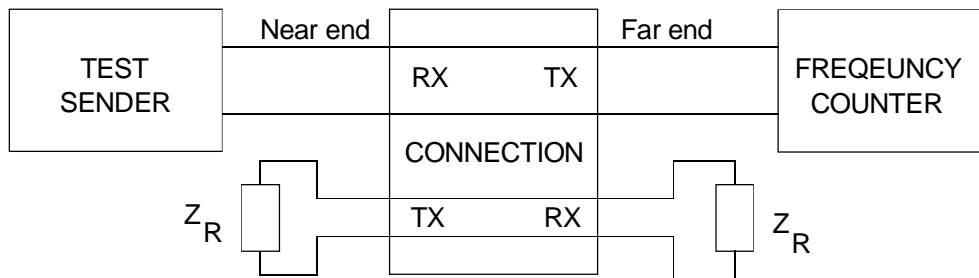 Near end
Far end
TEST
SENDER
RX TX
FREQEUNCY
COUNTER
CONNECTION
Z R
TX RX
Z R